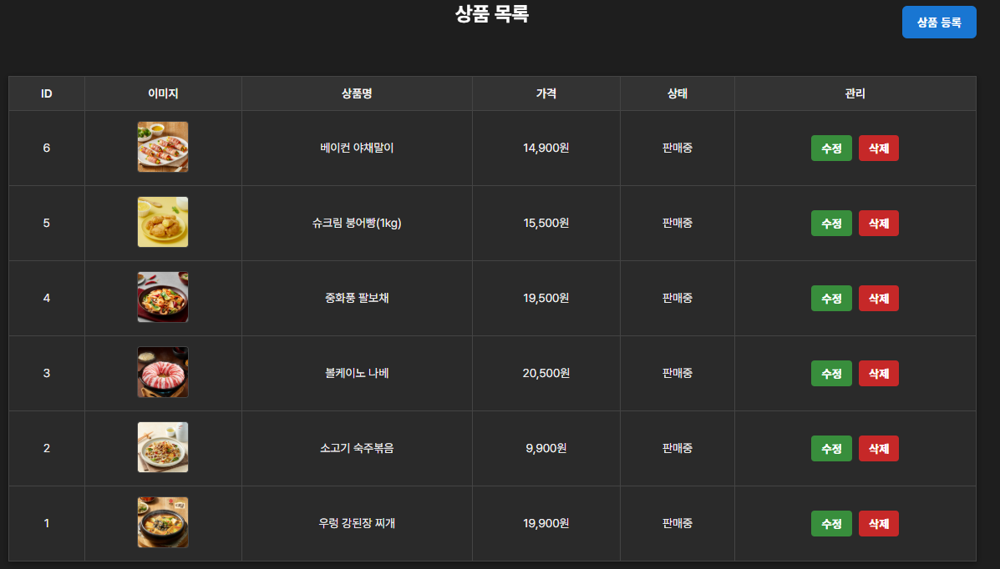 상품 목록
상품 등록
ID 이미지 상품명 가격 상태 관리
6 베이컨 야채말이 14,900원 판매중 수정 삭제
5 슈크림 붕어빵(1kg) 15,500원 판매중 수정 삭제
4 중화풍 팔보채 19,500원 판매중 수정 삭제
3 볼케이노 나베 20,500원 판매중 수정 삭제
2 소고기 숙주볶음 9,900원 판매중 수정 삭제
1 우렁 강된장 찌개 19,900원 판매중 수정 삭제